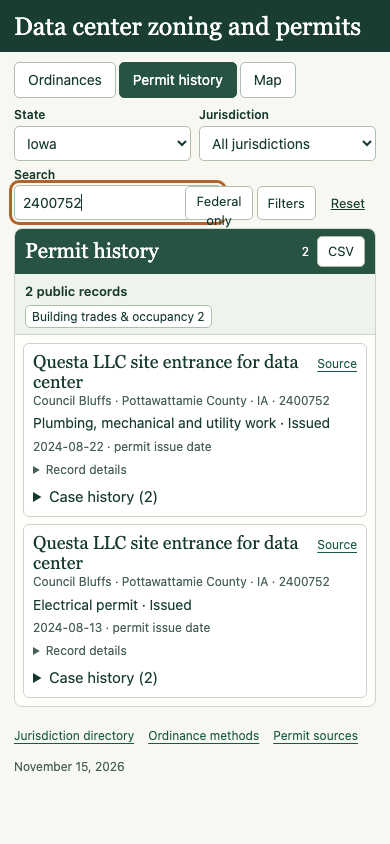 Data center zoning and permits
Ordinances
Permit history
Map
State
Jurisdiction
Iowa
All jurisdictions
Search
2400752
Federal only
Filters
Reset
Permit history
2
CSV
2 public records
Building trades & occupancy 2
Questa LLC site entrance for data center
Source
Council Bluffs · Pottawattamie County · IA · 2400752
Plumbing, mechanical and utility work · Issued
2024-08-22 · permit issue date
Record details
Case history (2)
Questa LLC site entrance for data center
Source
Council Bluffs · Pottawattamie County · IA · 2400752
Electrical permit · Issued
2024-08-13 · permit issue date
Record details
Case history (2)
Jurisdiction directory
Ordinance methods
Permit sources
November 15, 2026